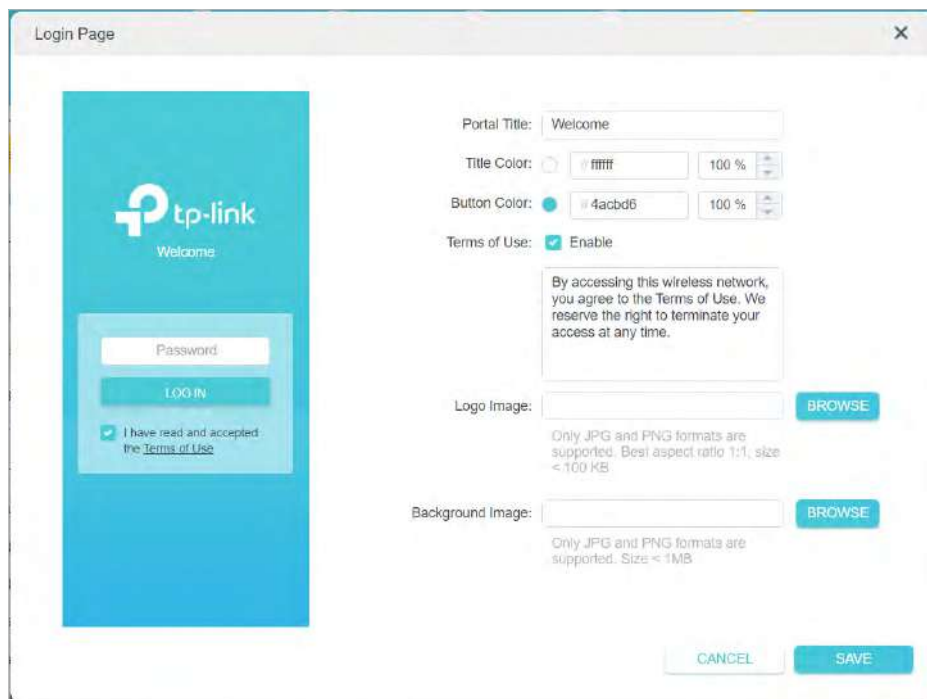 Login Page
tp-link
Welcome
Password
LOG IN
I have read and accepted
the Terms of Use
Portal Title: Welcome
Title Color: # ffffff 100 %
Button Color: # 4acbd6 100 %
Terms of Use: Enable
By accessing this wireless network,
you agree to the Terms of Use. We
reserve the right to terminate your
access at any time.
Logo Image: BROWSE
Only JPG and PNG formats are
supported. Best aspect ratio 1:1, size
< 100 KB
Background Image: BROWSE
Only JPG and PNG formats are
supported. Size < 1MB
CANCEL SAVE